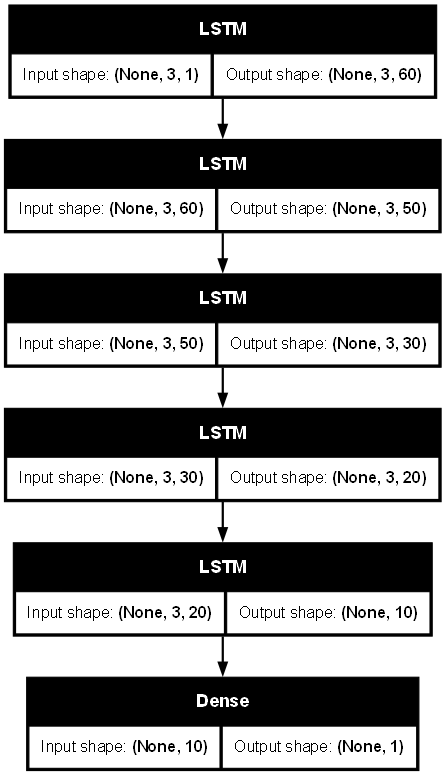 LSTM
Input shape: (None, 3, 1) Output shape: (None, 3, 60)
LSTM
Input shape: (None, 3, 60) Output shape: (None, 3, 50)
LSTM
Input shape: (None, 3, 50) Output shape: (None, 3, 30)
LSTM
Input shape: (None, 3, 30) Output shape: (None, 3, 20)
LSTM
Input shape: (None, 3, 20) Output shape: (None, 10)
Dense
Input shape: (None, 10) Output shape: (None, 1)